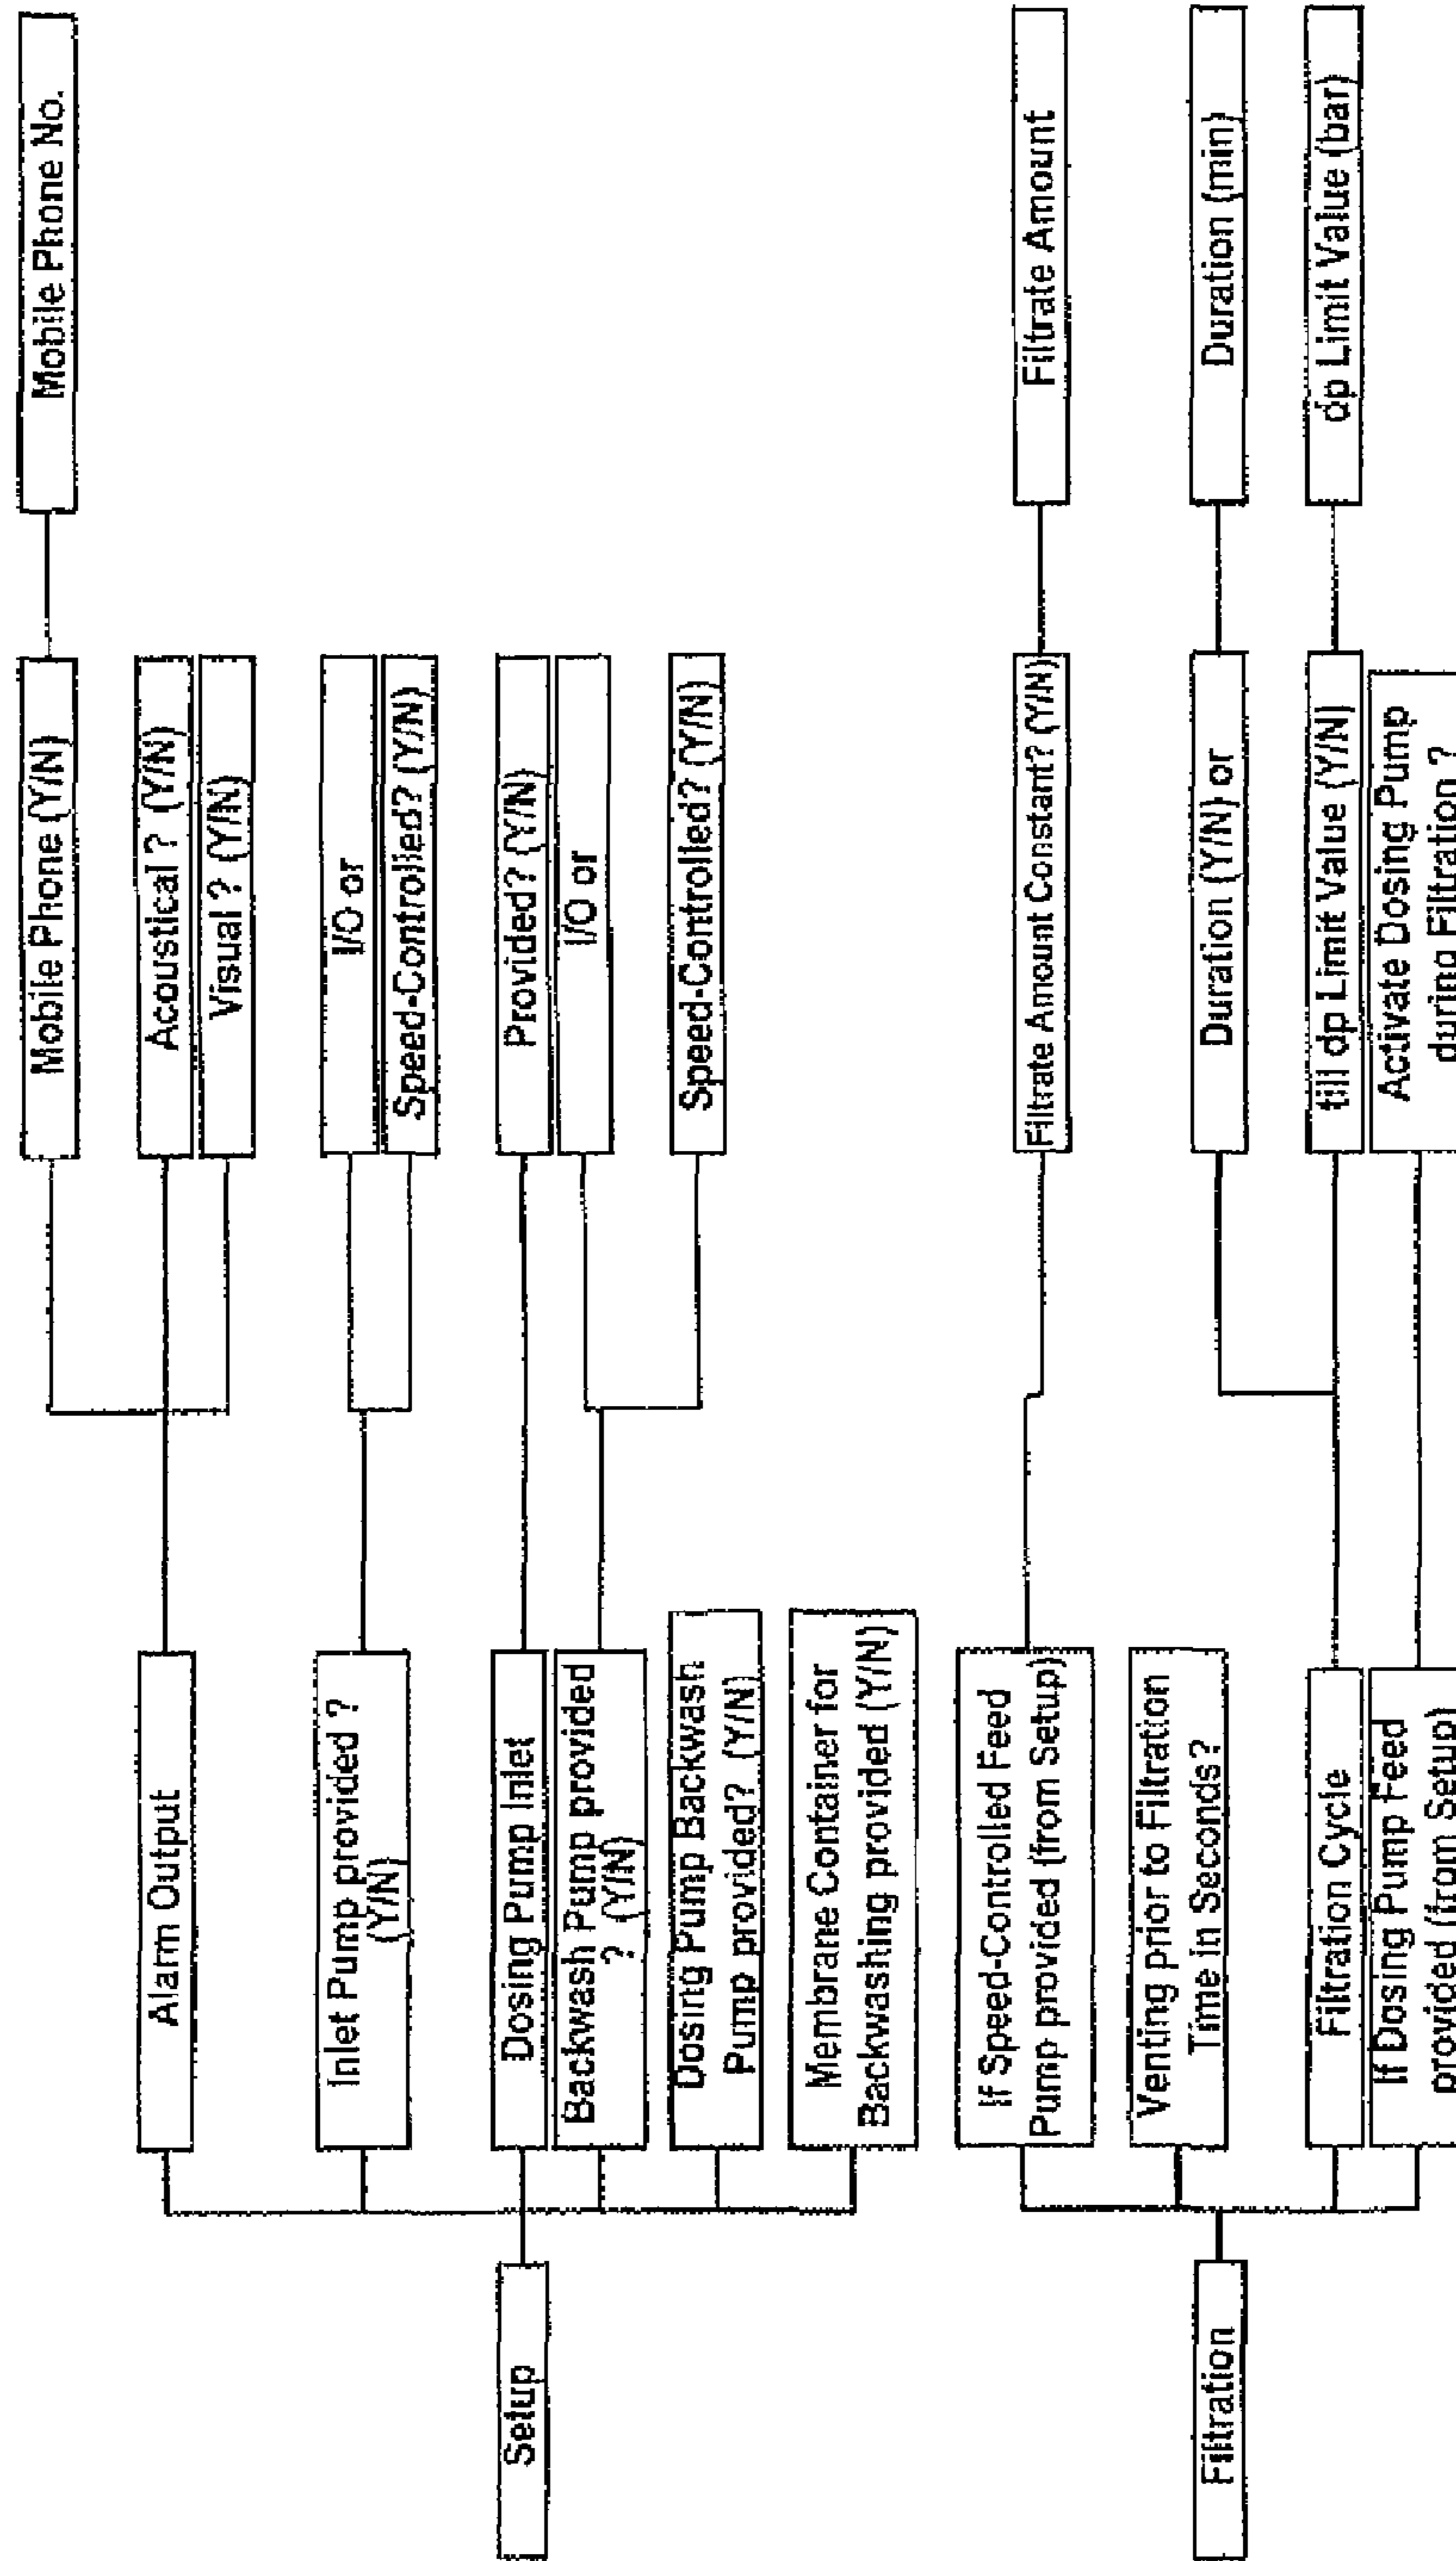 Setup
Alarm Output
Mobile Phone (Y/N)
Mobile Phone No.
Acoustical ? (Y/N)
Visual ? (Y/N)
Inlet Pump provided ?
(Y/N)
I/O or
Speed-Controlled? (Y/N)
Dosing Pump Inlet
Provided? (Y/N)
Backwash Pump provided
? (Y/N)
I/O or
Speed-Controlled? (Y/N)
Dosing Pump Backwash
Pump provided? (Y/N)
Membrane Container for
Backwashing provided (Y/N)
Filtration
If Speed-Controlled Feed
Pump provided (from Setup)
Filtrate Amount Constant? (Y/N)
Filtrate Amount
Venting prior to Filtration
Time in Seconds?
Filtration Cycle
Duration (Y/N) or
Duration (min)
till dp Limit Value (Y/N)
dp Limit Value (bar)
If Dosing Pump Feed
provided (from Setup)
Activate Dosing Pump
during Filtration ?